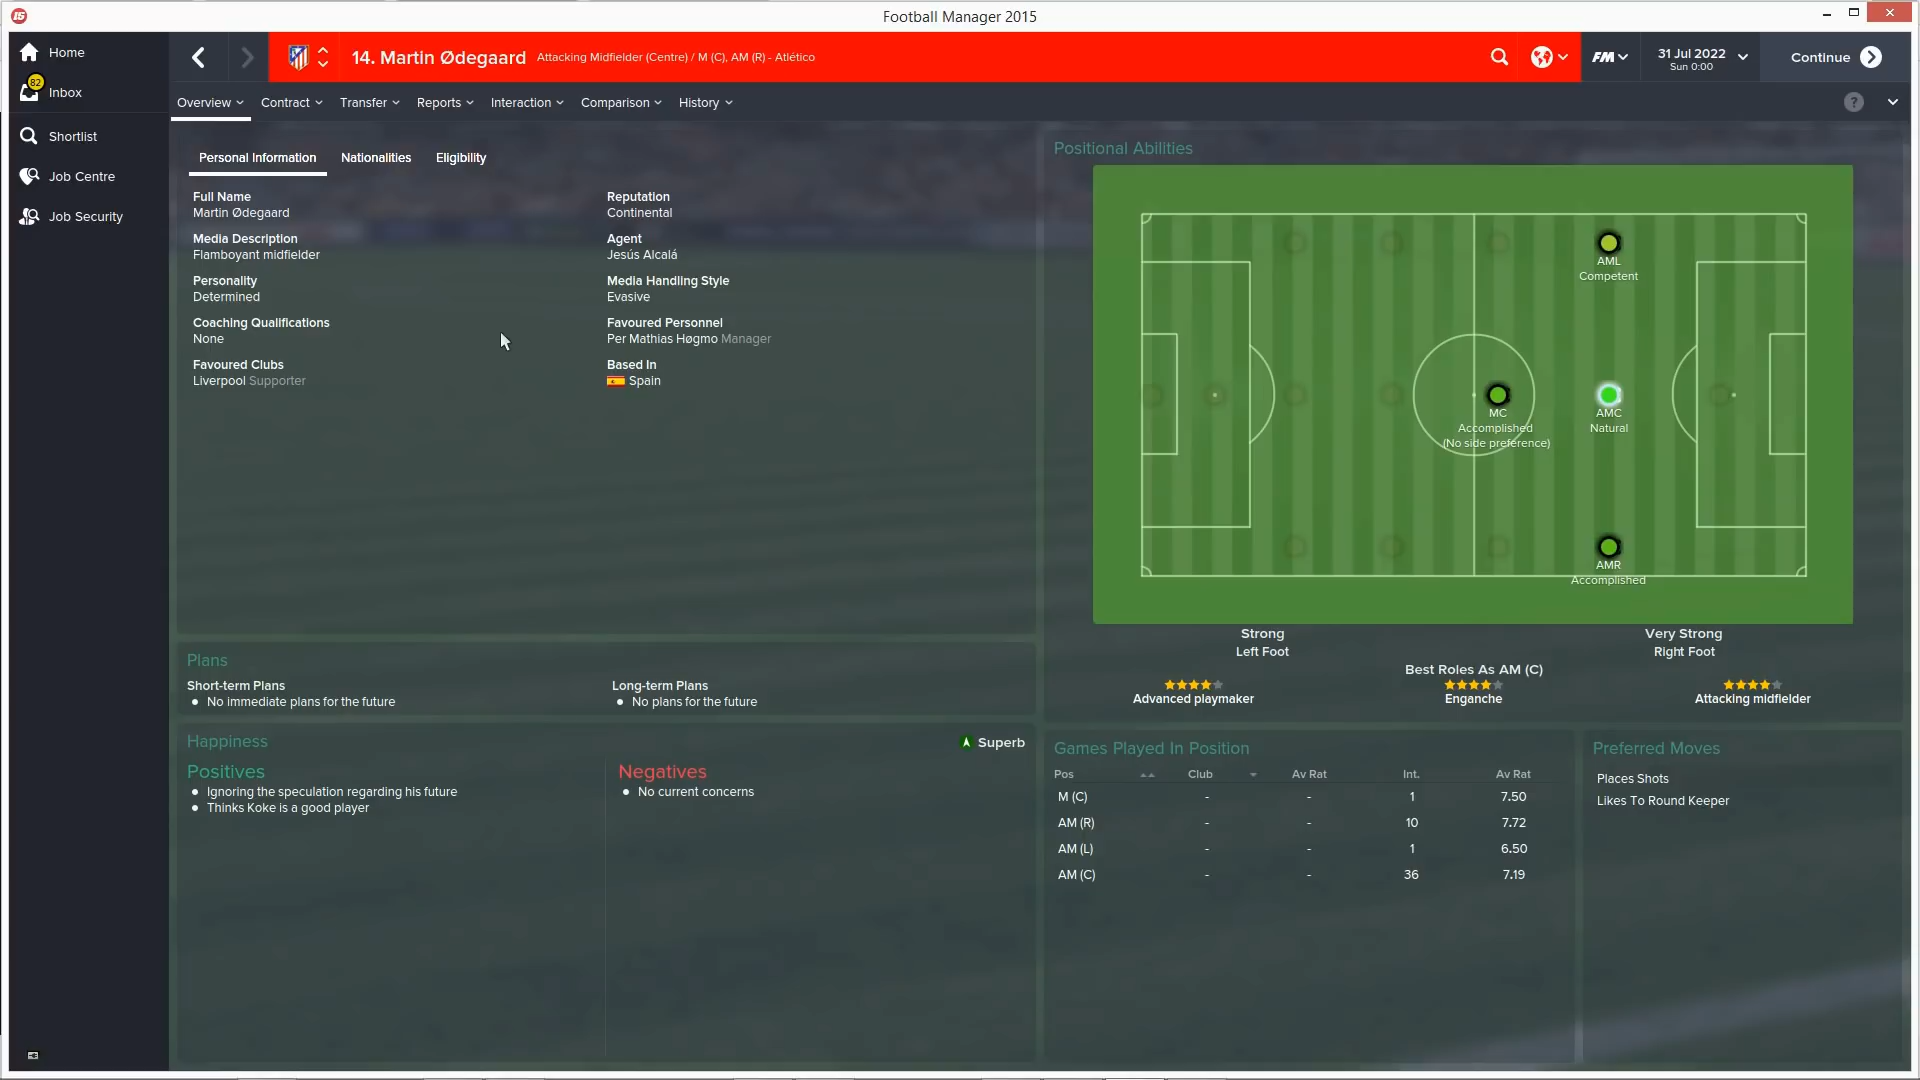 Football Manager 2015
Home
82
Inbox
Shortlist
Job Centre
Job Security
14. Martin Ødegaard Attacking Midfielder (Centre) / M (C), AM (R) - Atlético
FM
31 Jul 2022
Sun 0:00
Continue
Overview Contract Transfer Reports Interaction Comparison History
?
Personal Information Nationalities Eligibility
Full Name
Martin Ødegaard
Media Description
Flamboyant midfielder
Personality
Determined
Coaching Qualifications
None
Favoured Clubs
Liverpool Supporter
Reputation
Continental
Agent
Jesús Alcalá
Media Handling Style
Evasive
Favoured Personnel
Per Mathias Høgmo Manager
Based In
Spain
Positional Abilities
AML
Competent
MC
Accomplished
(No side preference)
AMC
Natural
AMR
Accomplished
Strong
Left Foot
Very Strong
Right Foot
Best Roles As AM (C)
Advanced playmaker
Enganche
Attacking midfielder
Plans
Short-term Plans
• No immediate plans for the future
Long-term Plans
• No plans for the future
Happiness
Superb
Positives
• Ignoring the speculation regarding his future
• Thinks Koke is a good player
Negatives
• No current concerns
Games Played In Position
Pos Club Av Rat Int. Av Rat
M (C) - - 1 7.50
AM (R) - - 10 7.72
AM (L) - - 1 6.50
AM (C) - - 36 7.19
Preferred Moves
Places Shots
Likes To Round Keeper